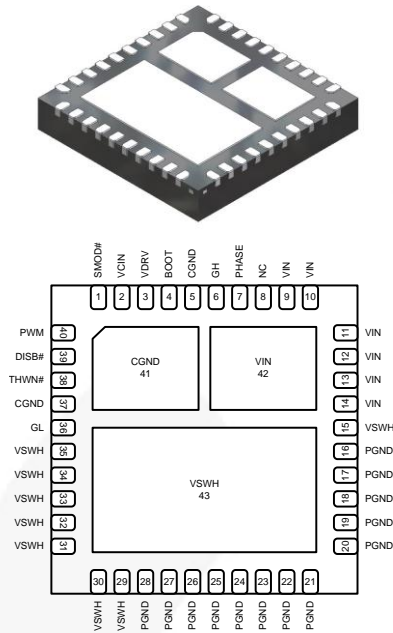 SMOD#
VCIN
VDRV
BOOT
CGND
GH
PHASE
NC
VIN
VIN
1 2 3 4 5 6 7 8 9 10
PWM 40
DISB# 39
THWN# 38
CGND 37
GL 36
VSWH 35
VSWH 34
VSWH 33
VSWH 32
VSWH 31
CGND
41
VIN
42
VSWH
43
11 VIN
12 VIN
13 VIN
14 VIN
15 VSWH
16 PGND
17 PGND
18 PGND
19 PGND
20 PGND
30 29 28 27 26 25 24 23 22 21
VSWH
VSWH
PGND
PGND
PGND
PGND
PGND
PGND
PGND
PGND